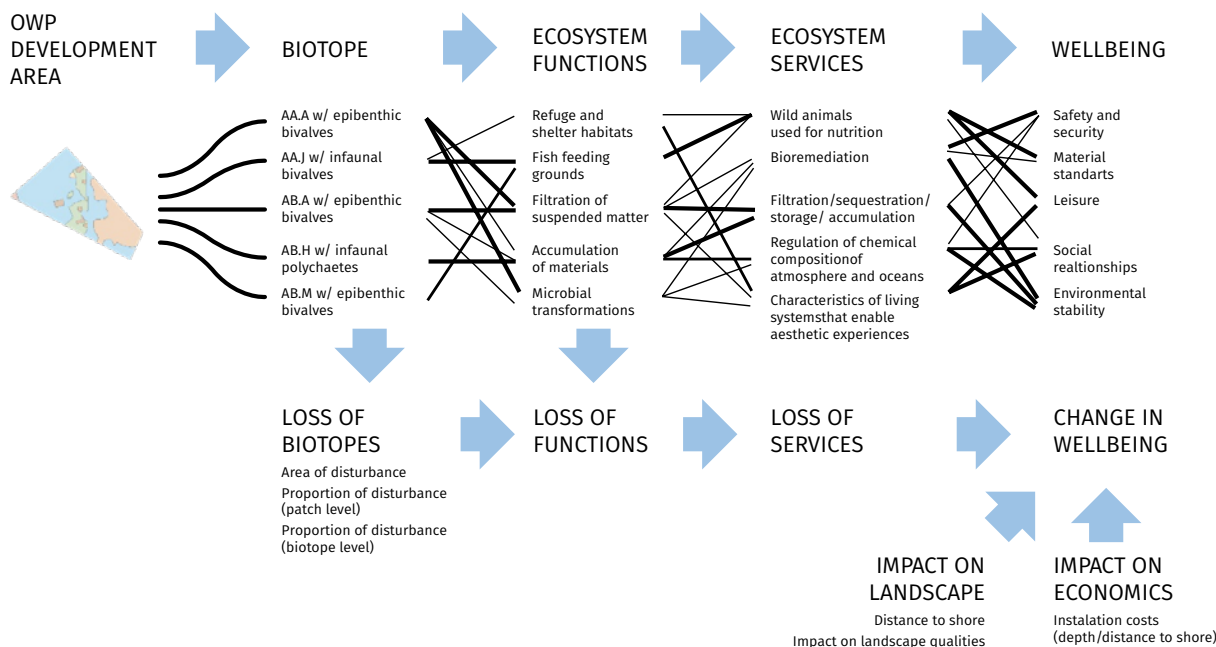 OWP
DEVELOPMENT
AREA
BIOTOPE
ECOSYSTEM
FUNCTIONS
ECOSYSTEM
SERVICES
WELLBEING
AA.A w/ epibenthic
bivalves
AA.J w/ infaunal
bivalves
AB.A w/ epibenthic
bivalves
AB.H w/ infaunal
polychaetes
AB.M w/ epibenthic
bivalves
Refuge and
shelter habitats
Fish feeding
grounds
Filtration of
suspended matter
Accumulation
of materials
Microbial
transformations
Wild animals
used for nutrition
Bioremediation
Filtration/sequestration/
storage/ accumulation
Regulation of chemical
compositionof
atmosphere and oceans
Characteristics of living
systemsthat enable
aesthetic experiences
Safety and
security
Material
standarts
Leisure
Social
realtionships
Environmental
stability
LOSS OF
BIOTOPES
Area of disturbance
Proportion of disturbance
(patch level)
Proportion of disturbance
(biotope level)
LOSS OF
FUNCTIONS
LOSS OF
SERVICES
CHANGE IN
WELLBEING
IMPACT ON
LANDSCAPE
Distance to shore
Impact on landscape qualities
IMPACT ON
ECONOMICS
Instalation costs
(depth/distance to shore)